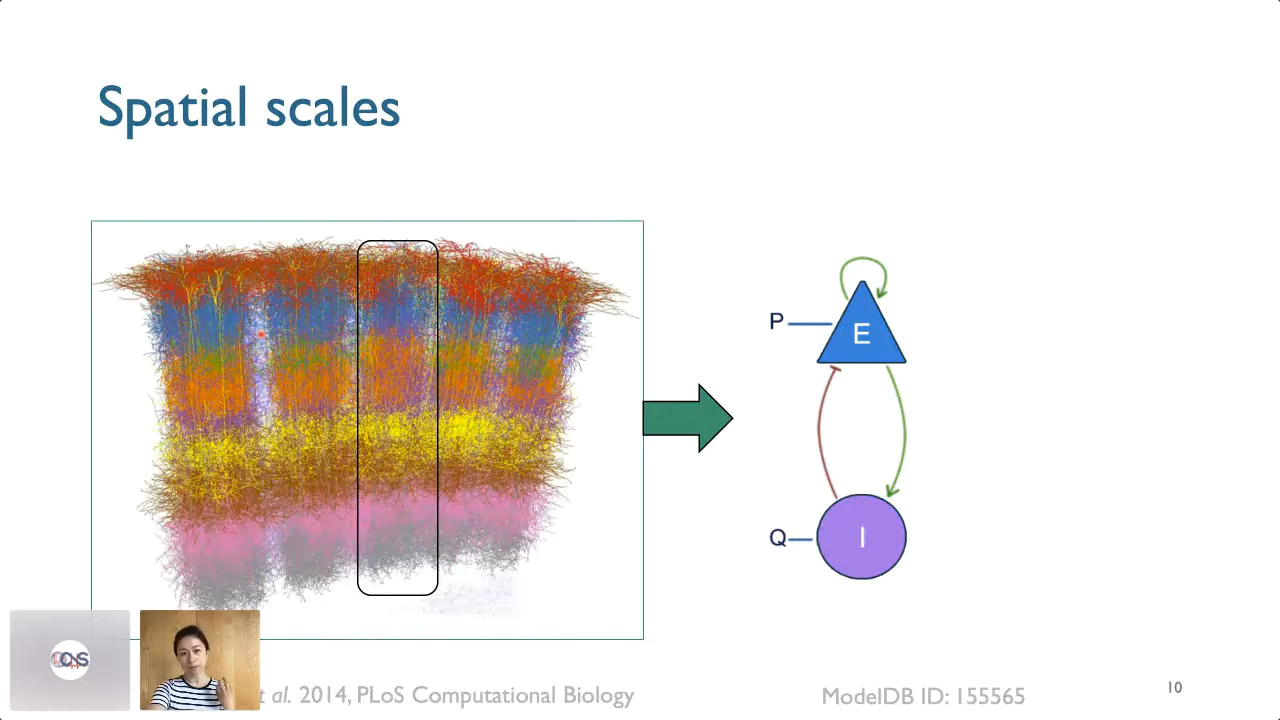 Spatial scales
P
E
Q
I
et al. 2014, PLoS Computational Biology
ModelDB ID: 155565
10